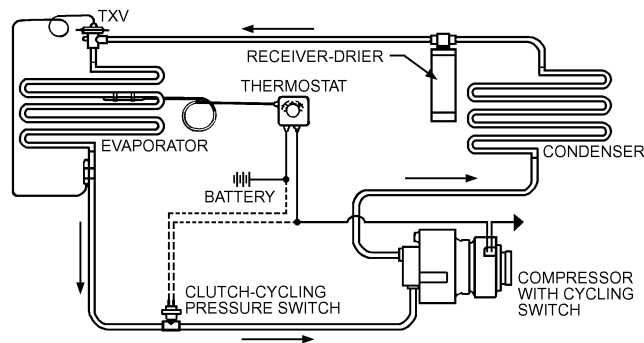 TXV
RECEIVER-DRIER
THERMOSTAT
EVAPORATOR
CONDENSER
BATTERY
CLUTCH-CYCLING
PRESSURE SWITCH
COMPRESSOR
WITH CYCLING
SWITCH